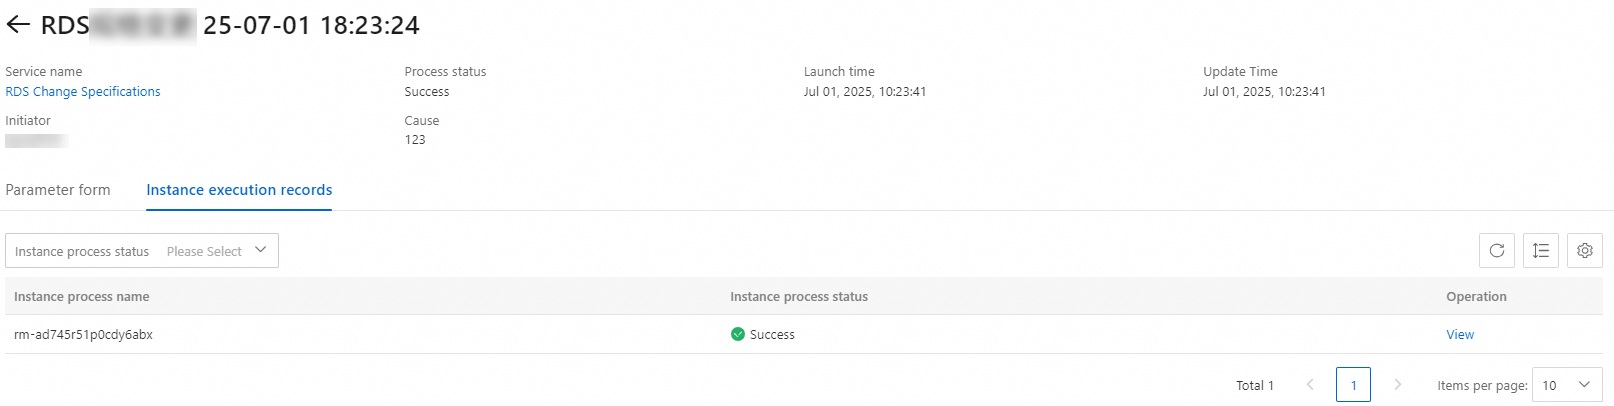 RDS 25-07-01 18:23:24
Service name
Process status
Launch time
Update Time
RDS Change Specifications
Success
Jul 01, 2025, 10:23:41
Jul 01, 2025, 10:23:41
Initiator
Cause
123
Parameter form
Instance execution records
Instance process status Please Select
Instance process name
Instance process status
Operation
rm-ad745r51p0cdy6abx
Success
View
Total 1
1
Items per page: 10